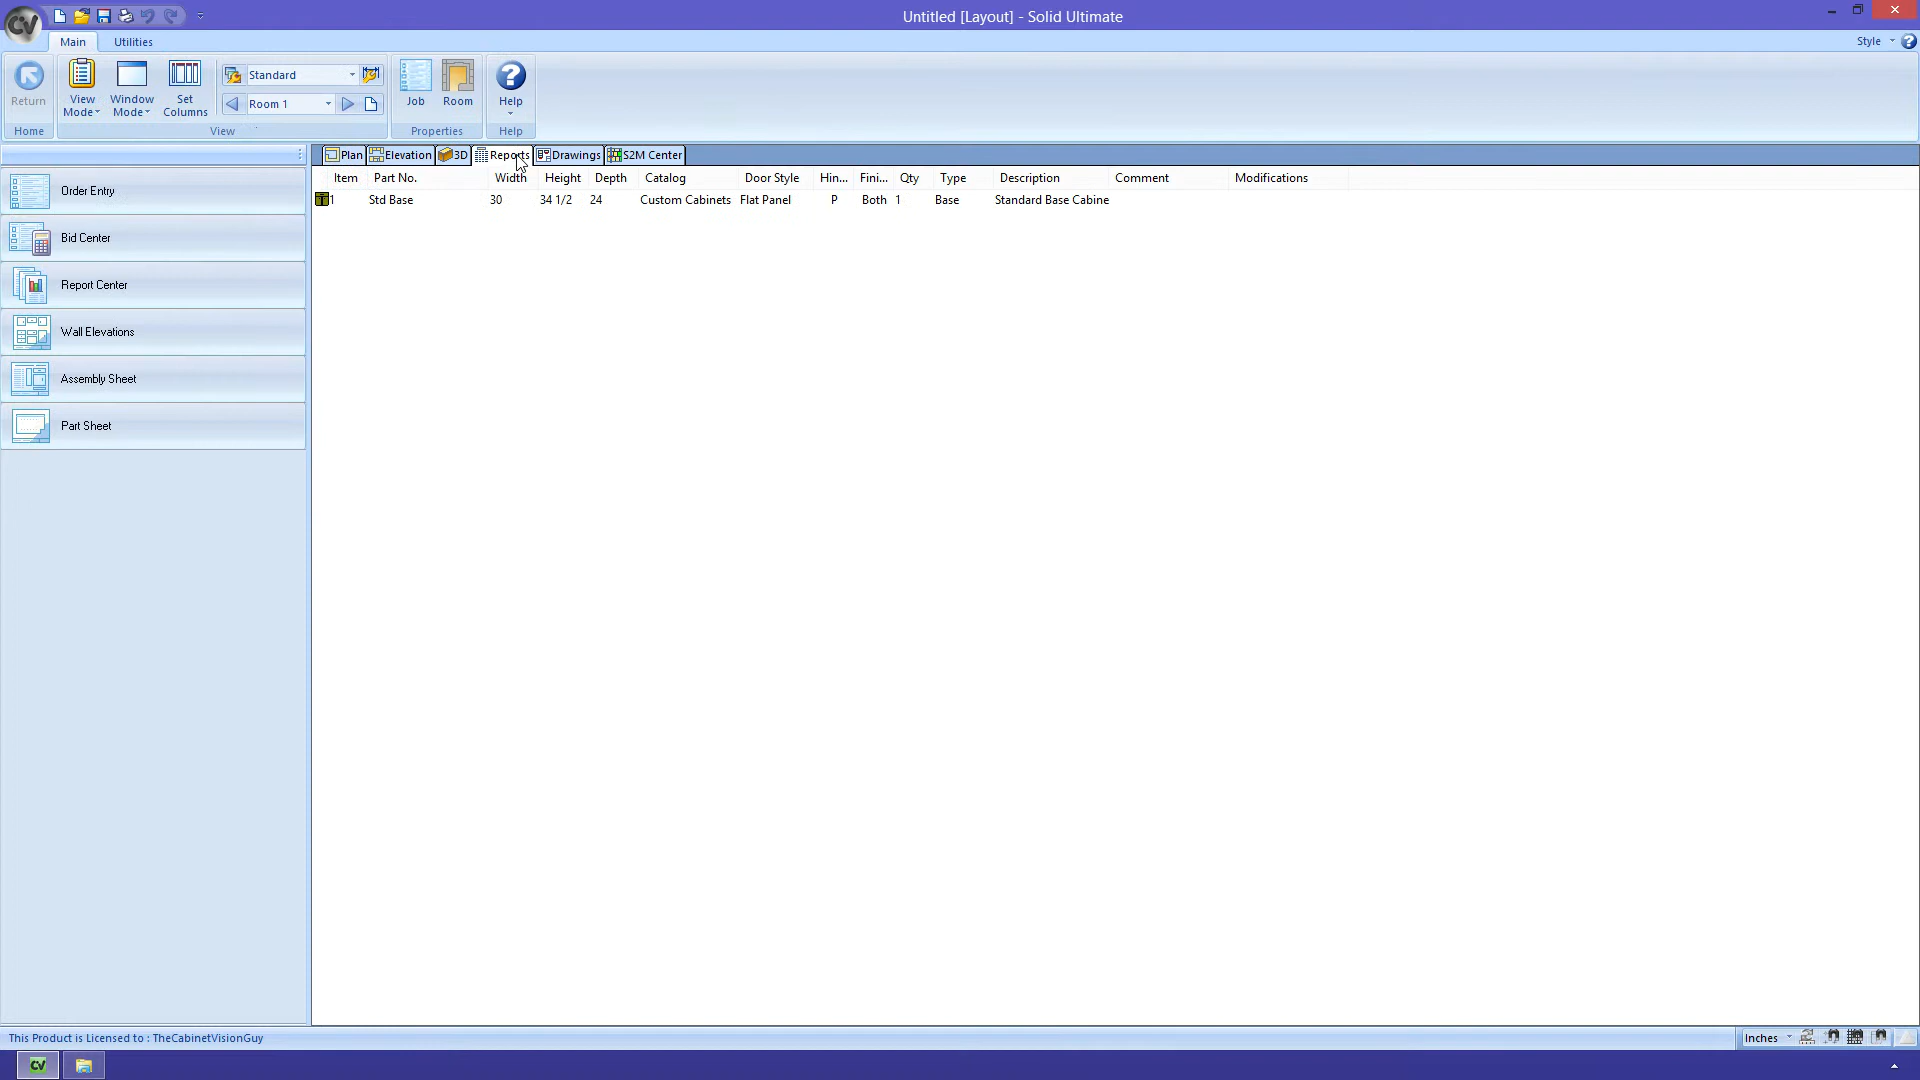 CV
Untitled [Layout] - Solid Ultimate
Main
Utilities
Style
Return
View
Mode
Window
Mode
Set
Columns
Standard
Room 1
Job
Room
Help
Home
View
Properties
Help
Plan
Elevation
3D
Reports
Drawings
S2M Center
Order Entry
Bid Center
Report Center
Wall Elevations
Assembly Sheet
Part Sheet
Item Part No. Width Height Depth Catalog Door Style Hin... Fini... Qty Type Description Comment Modifications
1 Std Base 30 34 1/2 24 Custom Cabinets Flat Panel P Both 1 Base Standard Base Cabine
This Product is Licensed to : TheCabinetVisionGuy
Inches
CV